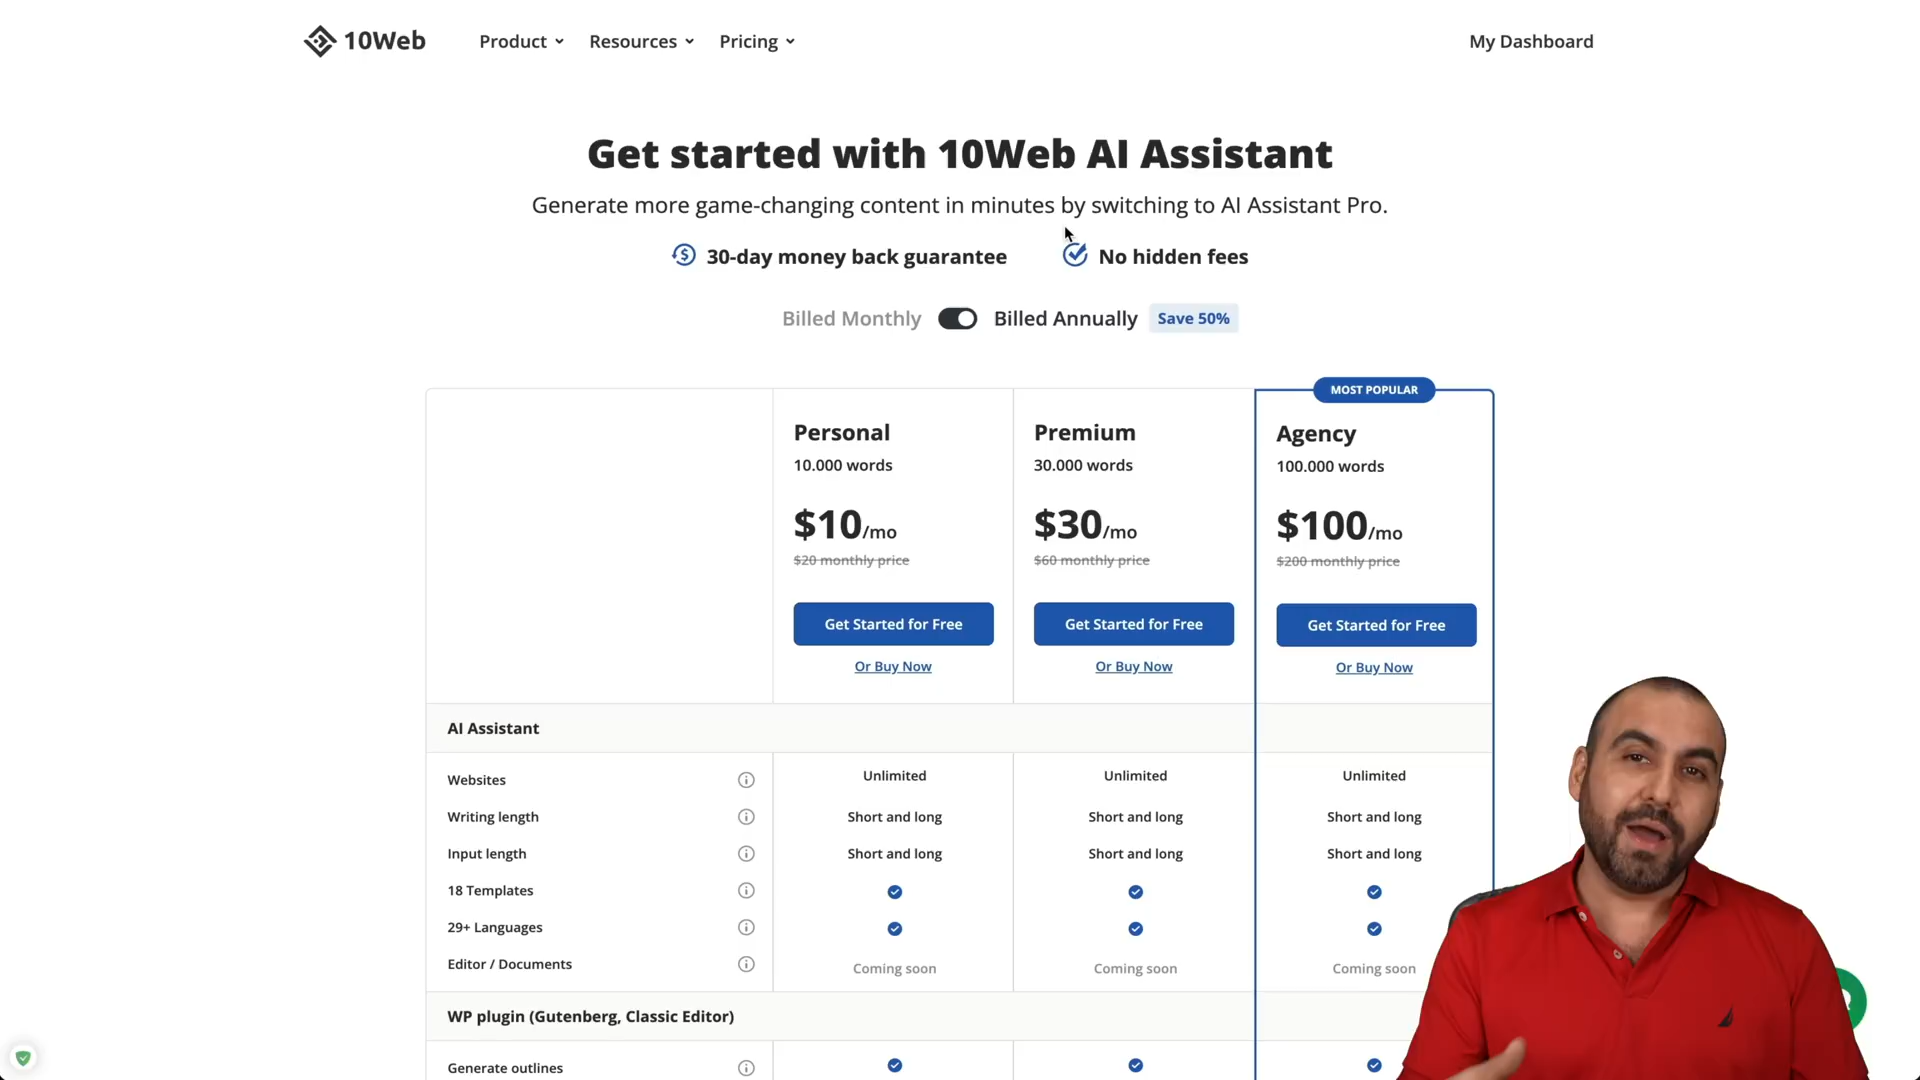 10Web
Product
Resources
Pricing
My Dashboard
Get started with 10Web AI Assistant
Generate more game-changing content in minutes by switching to AI Assistant Pro.
30-day money back guarantee
No hidden fees
Billed Monthly
Billed Annually
Save 50%
MOST POPULAR
Personal
10.000 words
$10/mo
$20 monthly price
Get Started for Free
Or Buy Now
Premium
30.000 words
$30/mo
$60 monthly price
Get Started for Free
Or Buy Now
Agency
100.000 words
$100/mo
$200 monthly price
Get Started for Free
Or Buy Now
AI Assistant
Websites Unlimited Unlimited Unlimited
Writing length Short and long Short and long Short and long
Input length Short and long Short and long Short and long
18 Templates
29+ Languages
Editor / Documents Coming soon Coming soon Coming soon
WP plugin (Gutenberg, Classic Editor)
Generate outlines